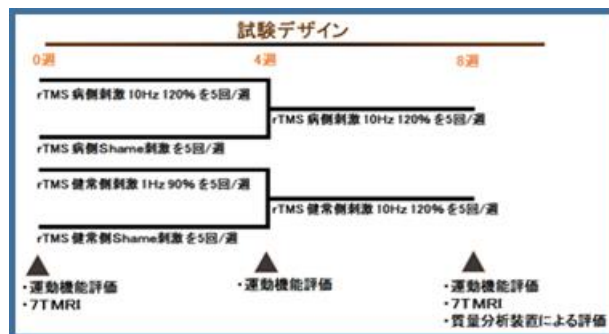 試験デザイン
0週 4週 8週
rTMS 病側刺激 10Hz 120% を5回/週
rTMS 病側刺激 10Hz 120% を5回/週
rTMS 病側Shame刺激 を5回/週
rTMS 健常側刺激 1Hz 90% を5回/週
rTMS 健常側刺激 10Hz 120% を5回/週
rTMS 健常側Shame刺激 を5回/週
・運動機能評価
・7TMRI
・運動機能評価
・運動機能評価
・7TMRI
・質量分析装置による評価